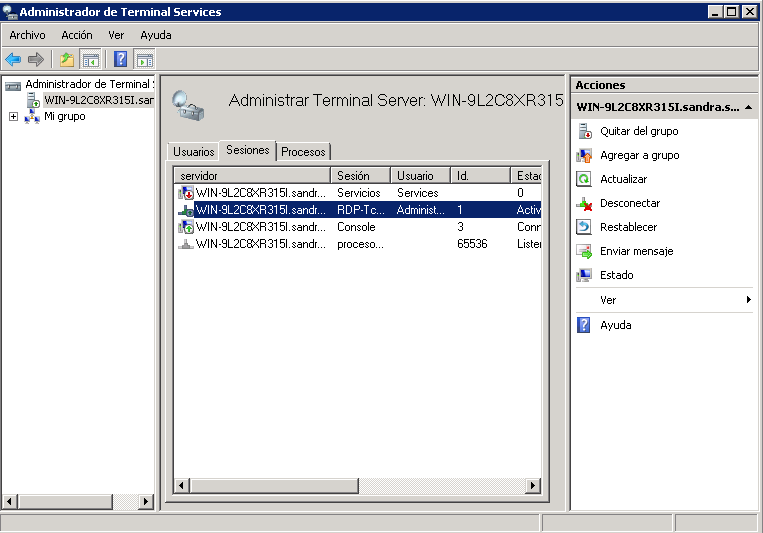 Administrador de Terminal Services
Archivo Acción Ver Ayuda
Administrador de Terminal
WIN-9L2C8XR315I.san
Mi grupo
Administrar Terminal Server: WIN-9L2C8XR315
Usuarios Sesiones Procesos
servidor Sesión Usuario Id. Estad
WIN-9L2C8XR315I.sandr... Servicios Services 0
WIN-9L2C8XR315I.sandr... RDP-Tc... Administ... 1 Activ
WIN-9L2C8XR315I.sandr... Console 3 Conn
WIN-9L2C8XR315I.sandr... proceso... 65536 Listen
Acciones
WIN-9L2C8XR315I.sandra.s...
Quitar del grupo
Agregar a grupo
Actualizar
Desconectar
Restablecer
Enviar mensaje
Estado
Ver
Ayuda